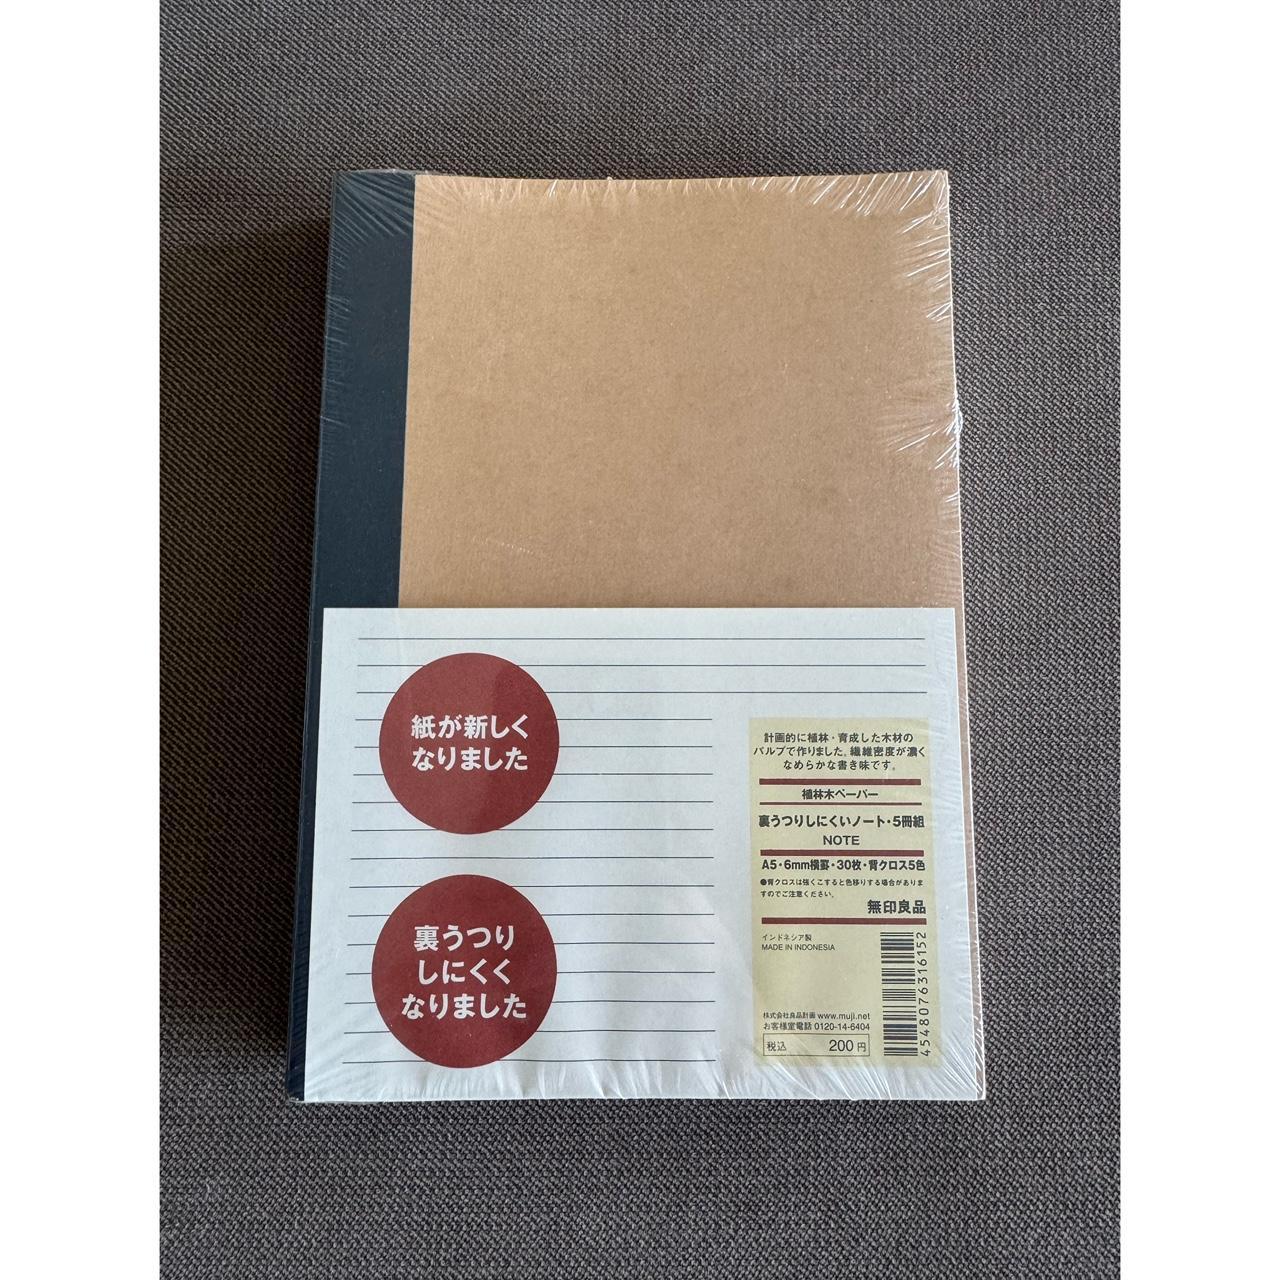 紙が新しく
なりました
裏うつり
しにくく
なりました
計画的に植林・育成した木材の
パルプで作りました。繊維密度が濃く
なめらかな書き味です。
植林木ペーパー
裏うつりしにくいノート・5冊組
NOTE
A5・6mm横罫・30枚・背クロス5色
●背クロスは強くこすると色移りする場合がありま
すのでご注意ください。
無印良品
インドネシア製
MADE IN INDONESIA
株式会社良品計画 www.muji.net
お客様室電話 0120-14-6404
税込 200円
4548076316152